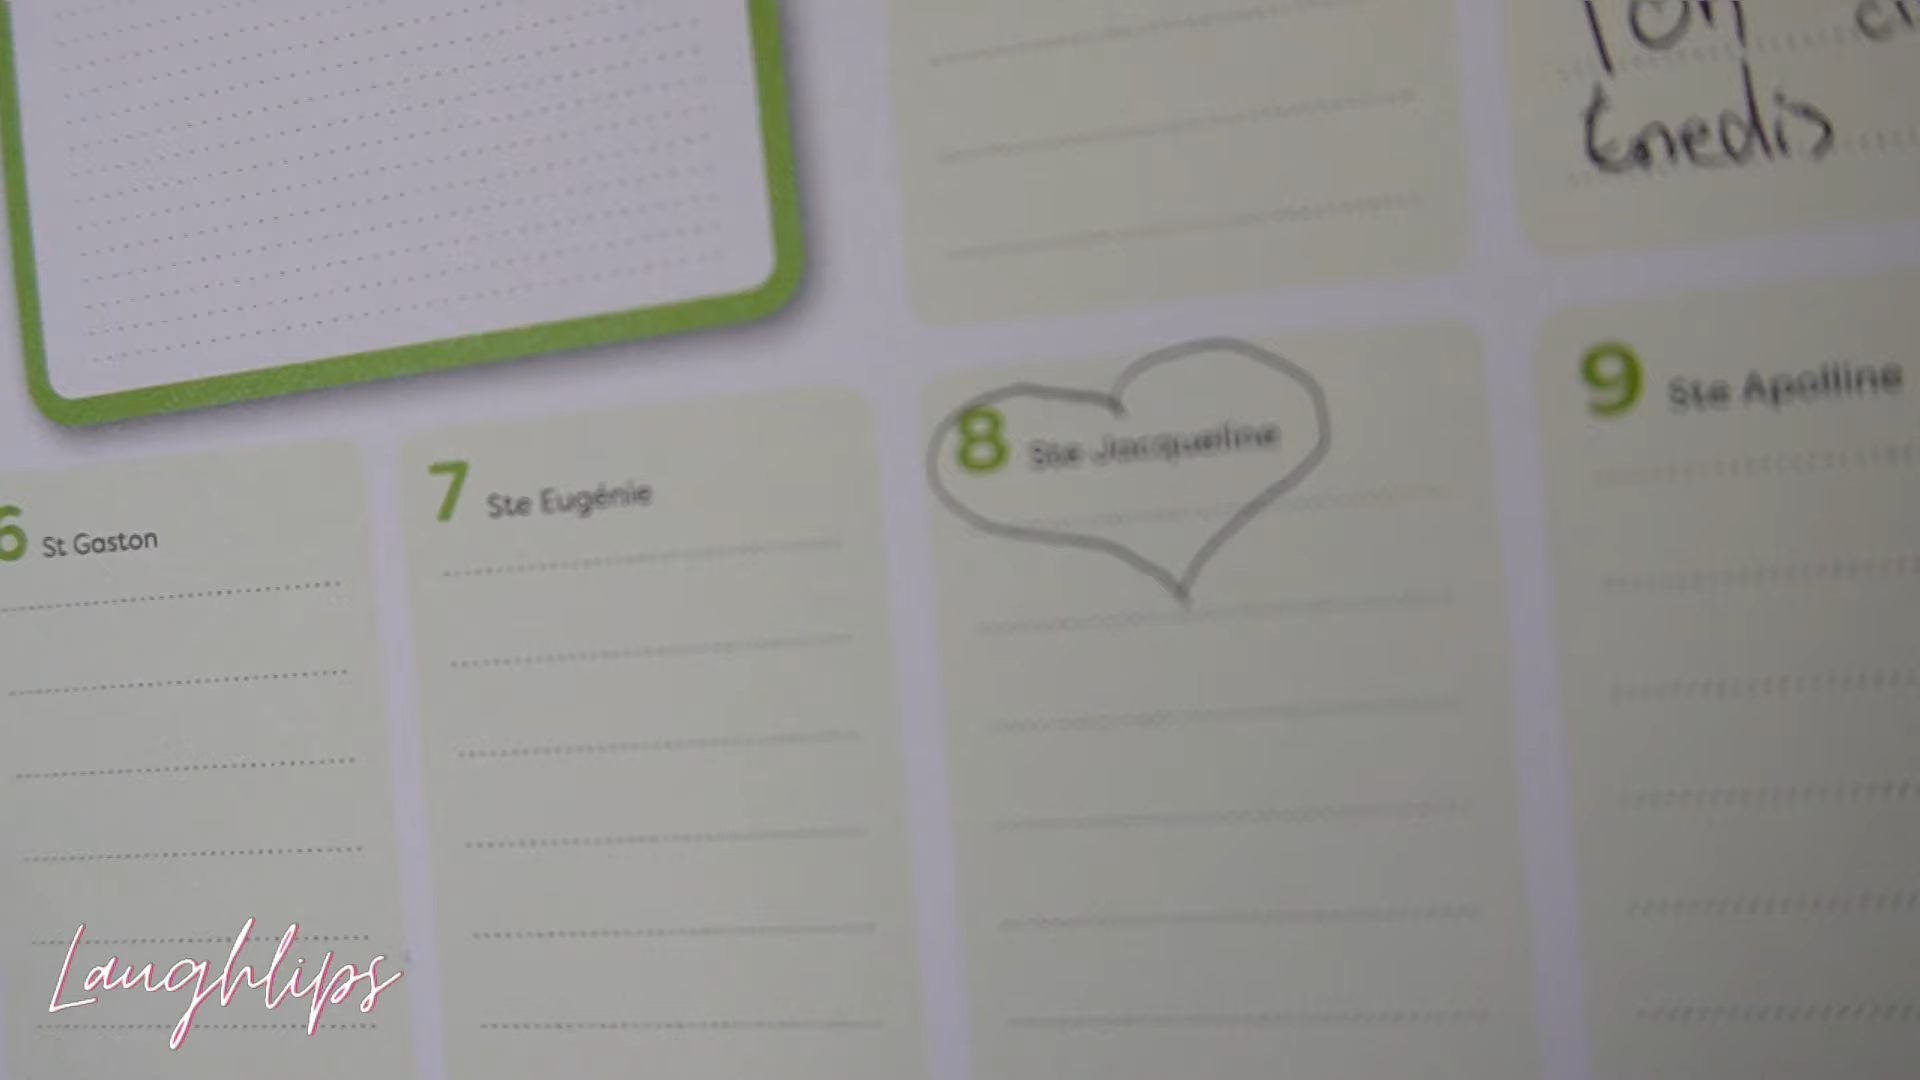 Enedis
6 St Gaston
7 Ste Eugénie
8 Ste Jacqueline
9 Ste Apolline
Laughlips